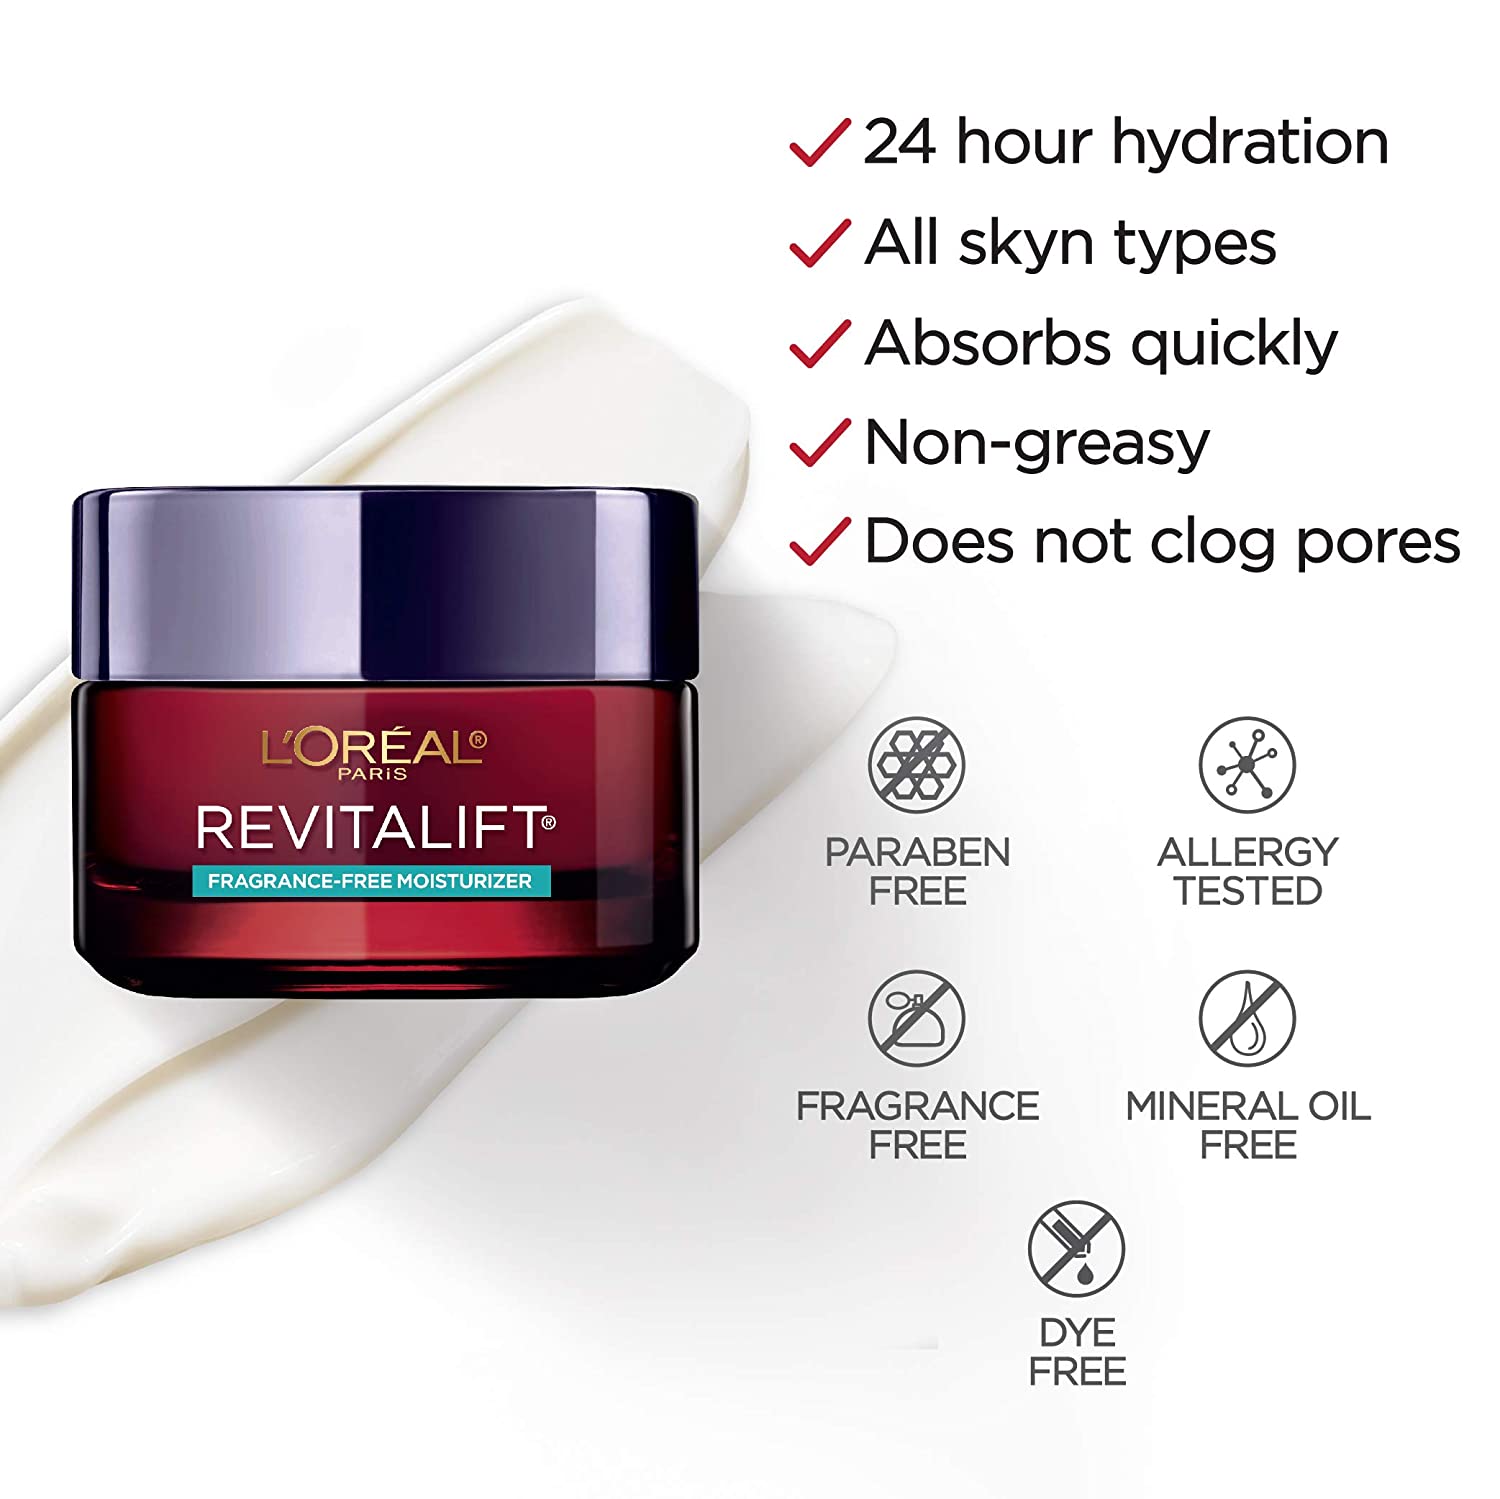 24 hour hydration
All skyn types
Absorbs quickly
Non-greasy
Does not clog pores
L'ORÉAL®
PARiS
REVITALIFT®
FRAGRANCE-FREE MOISTURIZER
PARABEN
FREE
ALLERGY
TESTED
FRAGRANCE
FREE
MINERAL OIL
FREE
DYE
FREE